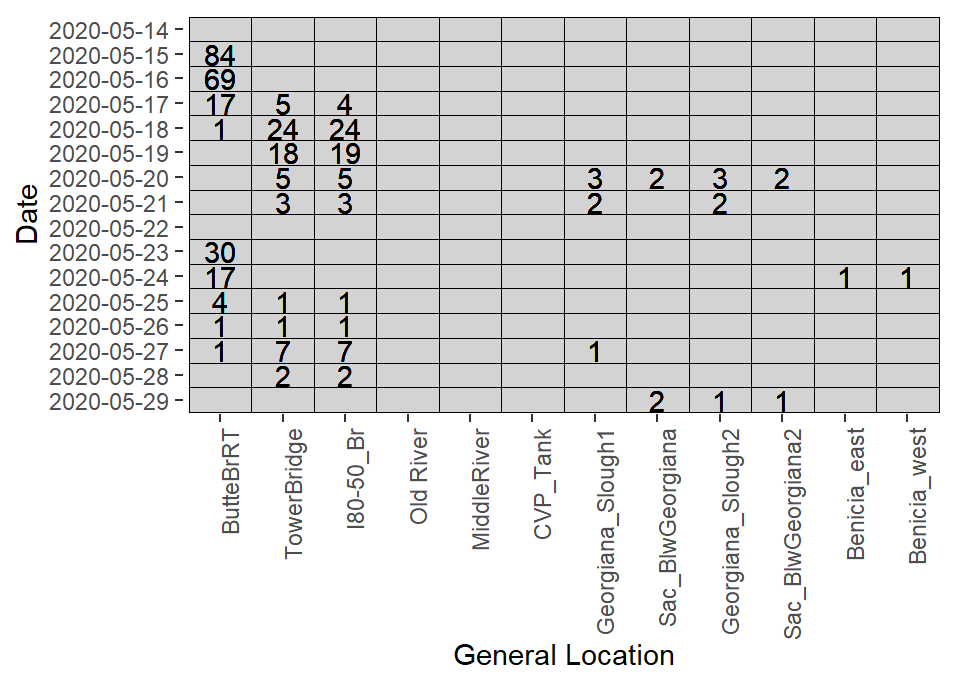 Date
2020-05-14
2020-05-15 84
2020-05-16 69
2020-05-17 17 5 4
2020-05-18 1 24 24
2020-05-19 18 19
2020-05-20 5 5 3 2 3 2
2020-05-21 3 3 2 2
2020-05-22
2020-05-23 30
2020-05-24 17 1 1
2020-05-25 4 1 1
2020-05-26 1 1 1
2020-05-27 1 7 7 1
2020-05-28 2 2
2020-05-29 2 1 1
ButteBrRT
TowerBridge
I80-50_Br
Old River
MiddleRiver
CVP_Tank
Georgiana_Slough1
Sac_BlwGeorgiana
Georgiana_Slough2
Sac_BlwGeorgiana2
Benicia_east
Benicia_west
General Location